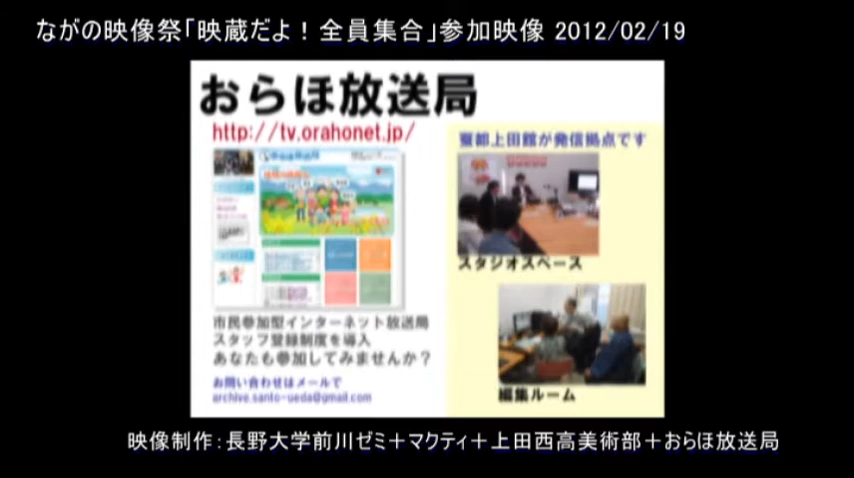 ながの映像祭「映蔵だよ！全員集合」参加映像 2012/02/19
おらほ放送局
http://tv.orahonet.jp/
蚕都上田館が発信拠点です
スタジオスペース
市民参加型インターネット放送局
スタッフ登録制度を導入
あなたも参加してみませんか？
お問い合わせはメールで
archive.santo-ueda@gmail.com
編集ルーム
映像制作：長野大学前川ゼミ＋マクティ＋上田西高美術部＋おらほ放送局